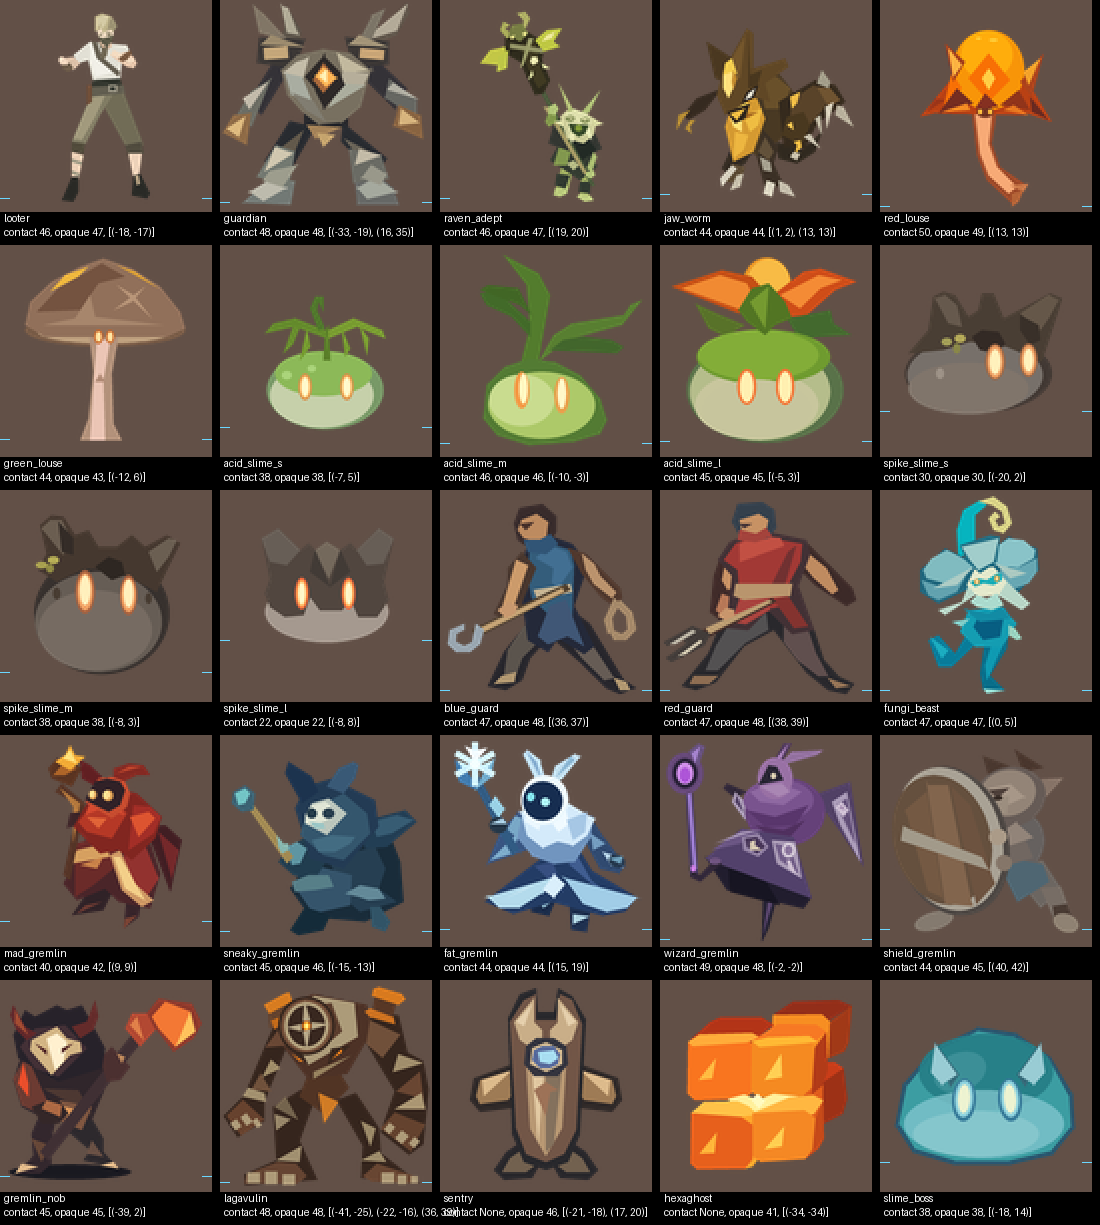 looter
contact 46, opaque 47, [(-18, -17)]
guardian
contact 48, opaque 48, [(-33, -19), (16, 35)]
raven_adept
contact 46, opaque 47, [(19, 20)]
jaw_worm
contact 44, opaque 44, [(1, 2), (13, 13)]
red_louse
contact 50, opaque 49, [(13, 13)]
green_louse
contact 44, opaque 43, [(-12, 6)]
acid_slime_s
contact 38, opaque 38, [(-7, 5)]
acid_slime_m
contact 46, opaque 46, [(-10, -3)]
acid_slime_l
contact 45, opaque 45, [(-5, 3)]
spike_slime_s
contact 30, opaque 30, [(-20, 2)]
spike_slime_m
contact 38, opaque 38, [(-8, 3)]
spike_slime_l
contact 22, opaque 22, [(-8, 8)]
blue_guard
contact 47, opaque 48, [(36, 37)]
red_guard
contact 47, opaque 48, [(38, 39)]
fungi_beast
contact 47, opaque 47, [(0, 5)]
mad_gremlin
contact 40, opaque 42, [(9, 9)]
sneaky_gremlin
contact 45, opaque 46, [(-15, -13)]
fat_gremlin
contact 44, opaque 44, [(15, 19)]
wizard_gremlin
contact 49, opaque 48, [(-2, -2)]
shield_gremlin
contact 44, opaque 45, [(40, 42)]
gremlin_nob
contact 45, opaque 45, [(-39, 2)]
lagavulin
contact 48, opaque 48, [(-41, -25), (-22, -16), (36,
sentry
contact None, opaque 46, [(-21, -18), (17, 20)]
hexaghost
contact None, opaque 41, [(-34, -34)]
slime_boss
contact 38, opaque 38, [(-18, 14)]